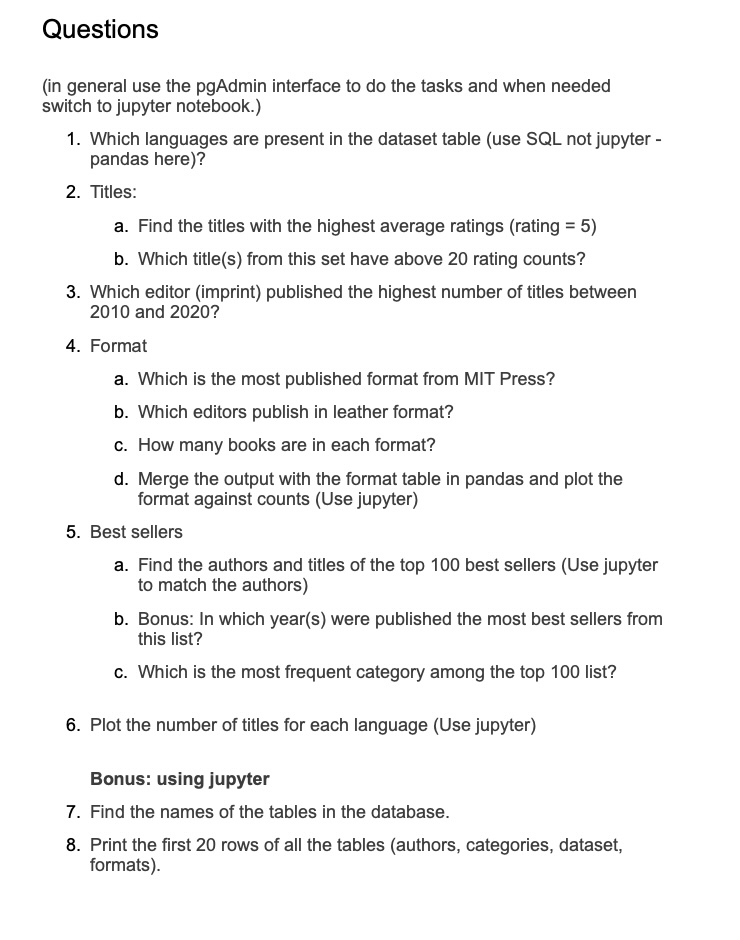 Questions
(in general use the pgAdmin interface to do the tasks and when needed
switch to jupyter notebook.)
1. Which languages are present in the dataset table (use SQL not jupyter -
pandas here)?
2. Titles:
a. Find the titles with the highest average ratings (rating = 5)
b. Which title(s) from this set have above 20 rating counts?
3. Which editor (imprint) published the highest number of titles between
2010 and 2020?
4. Format
a. Which is the most published format from MIT Press?
b. Which editors publish in leather format?
c. How many books are in each format?
d. Merge the output with the format table in pandas and plot the
format against counts (Use jupyter)
5. Best sellers
a. Find the authors and titles of the top 100 best sellers (Use jupyter
to match the authors)
b. Bonus: In which year(s) were published the most best sellers from
this list?
c. Which is the most frequent category among the top 100 list?
6. Plot the number of titles for each language (Use jupyter)
Bonus: using jupyter
7. Find the names of the tables in the database.
8. Print the first 20 rows of all the tables (authors, categories, dataset,
formats).